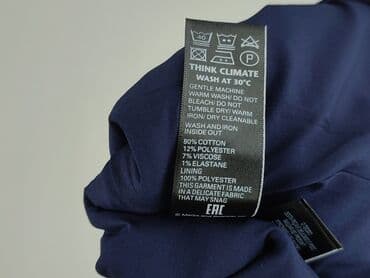 40
P
THINK CLIMATE
WASH AT 30°C
GENTLE MACHINE
WARM WASH/ DO NOT
BLEACH/ DO NOT
TUMBLE DRY/ WARM
IRON/ DRY CLEANABLE
WASH AND IRON
INSIDE OUT
80% COTTON
12% POLYESTER
7% VISCOSE
1% ELASTANE
LINING
100% POLYESTER
THIS GARMENT IS MADE
IN A DELICATE FABRIC
THAT MAY SNAG
EAC